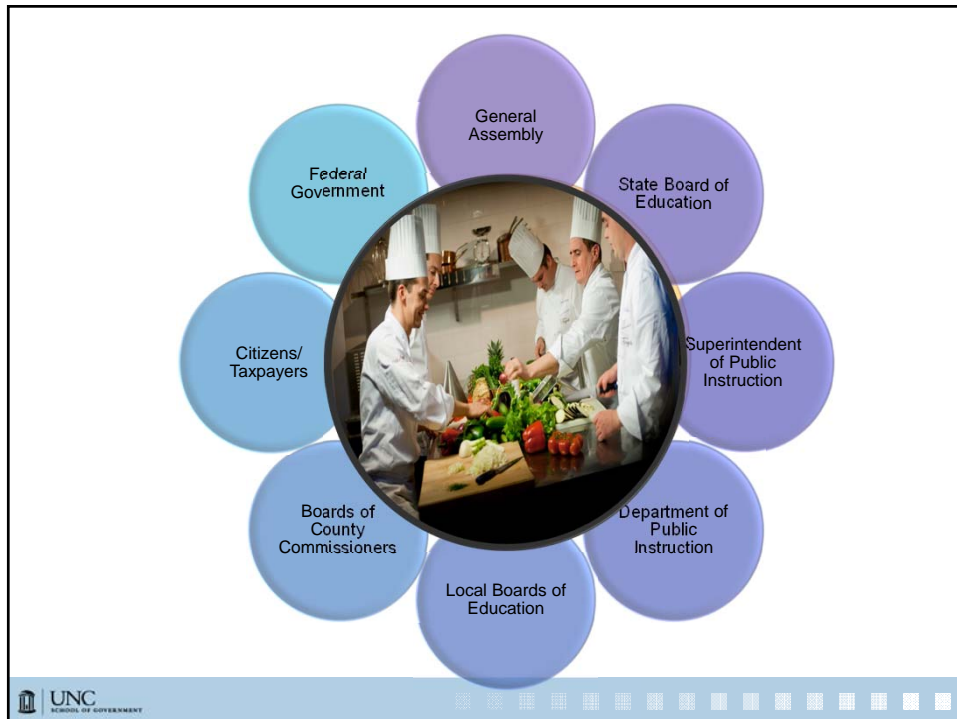 General
Assembly
State Board of
Education
Superintendent
of Public
Instruction
Department of
Public
Instruction
Local Boards of
Education
Boards of
County
Commissioners
Citizens/
Taxpayers
Federal
Government
UNC
SCHOOL OF GOVERNMENT